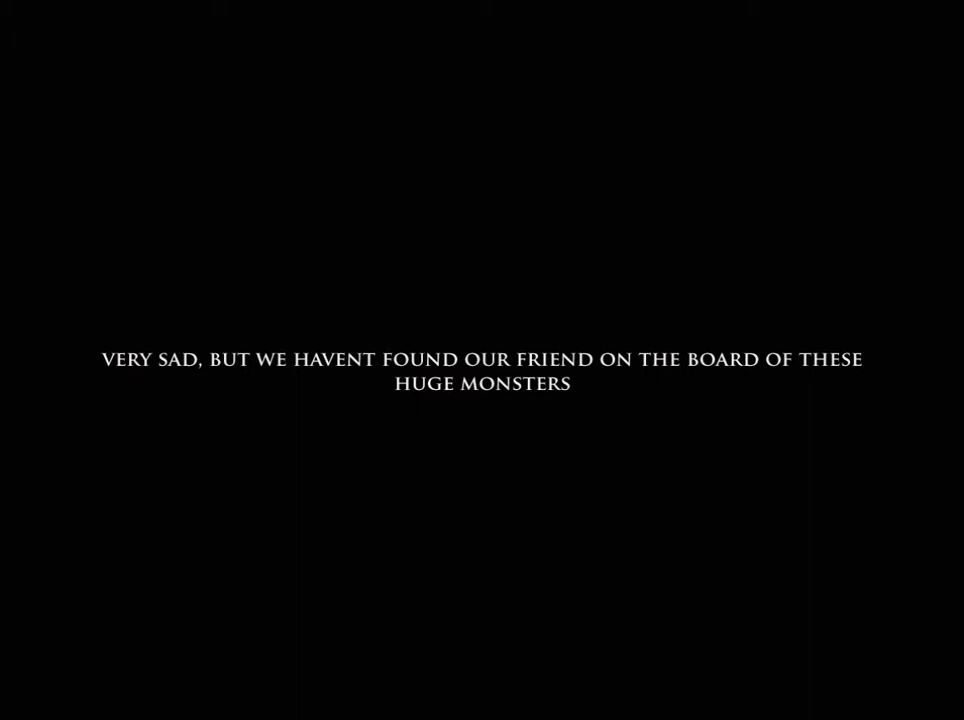 VERY SAD, BUT WE HAVENT FOUND OUR FRIEND ON THE BOARD OF THESE
HUGE MONSTERS